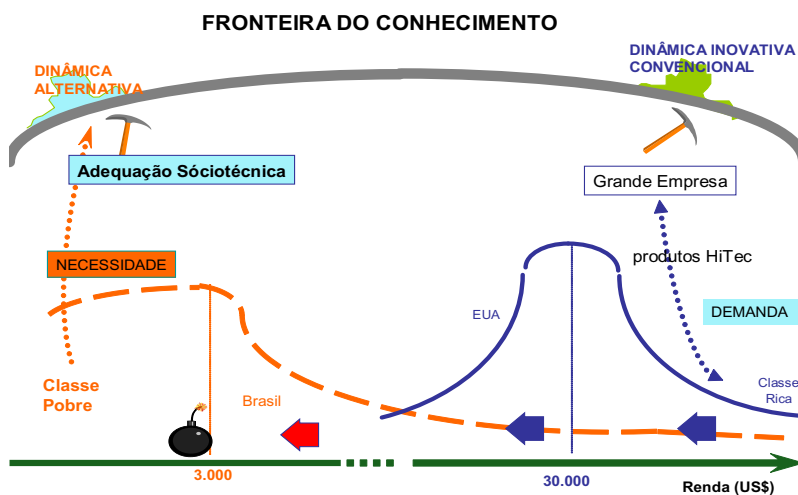 FRONTEIRA DO CONHECIMENTO
DINÂMICA
ALTERNATIVA
DINÂMICA INOVATIVA
CONVENCIONAL
Adequação Sóciotécnica
Grande Empresa
NECESSIDADE
produtos HiTec
EUA
DEMANDA
Classe
Pobre
Brasil
Classe
Rica
3.000
30.000
Renda (US$)